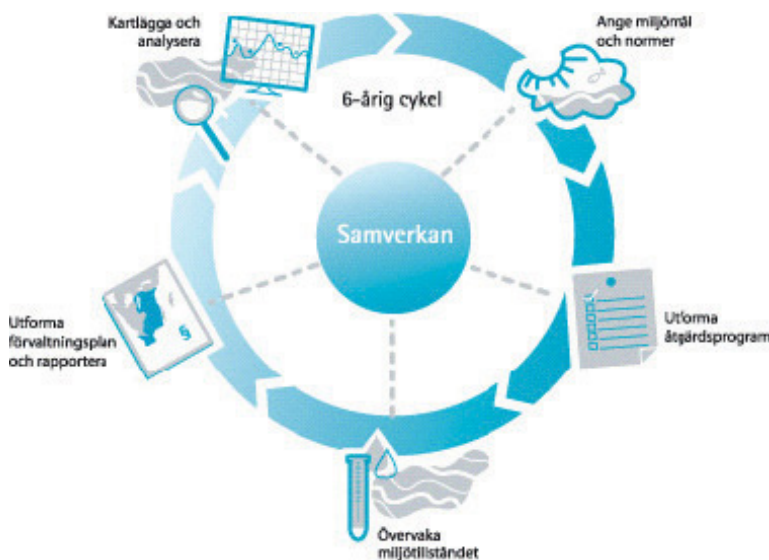 Kartlägga och
analysera
Ange miljömål
och normer
6-årig cykel
Samverkan
Utforma
åtgärdsprogram
Utforma
förvaltningsplan
och rapportera
§
Övervaka
miljötillståndet